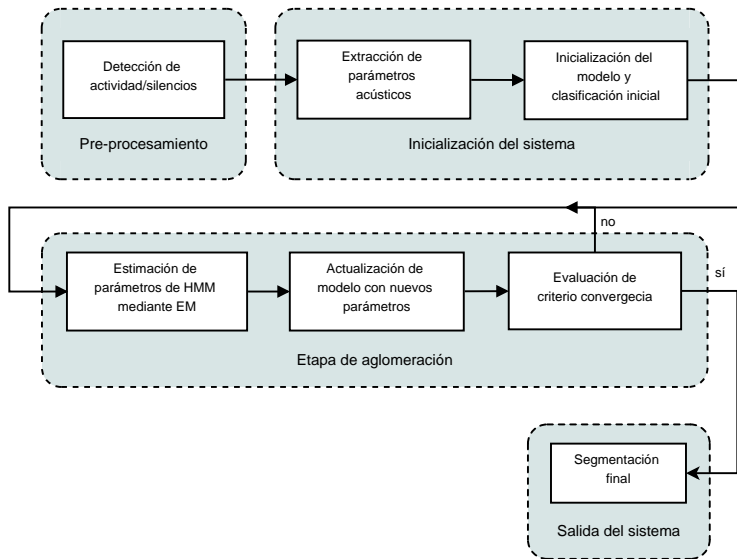 Detección de
actividad/silencios
Pre-procesamiento
Extracción de
parámetros
acústicos
Inicialización del
modelo y
clasificación inicial
Inicialización del sistema
no
Estimación de
parámetros de HMM
mediante EM
Actualización de
modelo con nuevos
parámetros
Evaluación de
criterio convergecia
sí
Etapa de aglomeración
Segmentación
final
Salida del sistema